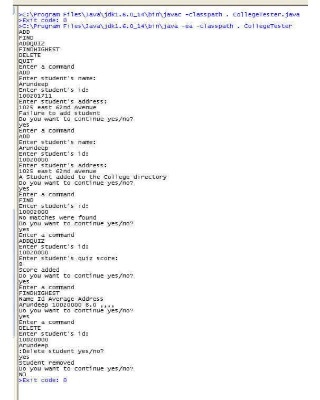 >C:\Program Files\Java\jdk1.6.0_14\bin\javac -classpath . CollegeTester.java
>Exit code: 0
>C:\Program Files\Java\jdk1.6.0_14\bin\java -ea -classpath . CollegeTester
ADD
FIND
ADDQUIZ
FINDHIGHEST
DELETE
QUIT
Enter a command
ADD
Enter student's name:
Arundeep
Enter student's id:
100201711
Enter student's address:
1025 east 62nd Avenue
Failure to add student
Do you want to continue yes/no?
yes
Enter a command
ADD
Enter student's name:
Arundeep
Enter student's id:
10020000
Enter student's address:
1025 east 62nd avenue
A Student added to the College directory
Do you want to continue yes/no?
yes
Enter a command
FIND
Enter student's id:
10002000
No matches were found
Do you want to continue yes/no?
yes
Enter a command
ADDQUIZ
Enter student's id:
10020000
Enter student's quiz score:
8
Score added
Do you want to continue yes/no?
yes
Enter a command
FINDHIGHEST
Name Id Average Address
Arundeep 10020000 8.0 ,,,,
Do you want to continue yes/no?
yes
Enter a command
DELETE
Enter student's id:
10020000
Arundeep
:Delete student yes/no?
yes
Student removed
Do you want to continue yes/no?
NO
>Exit code: 0